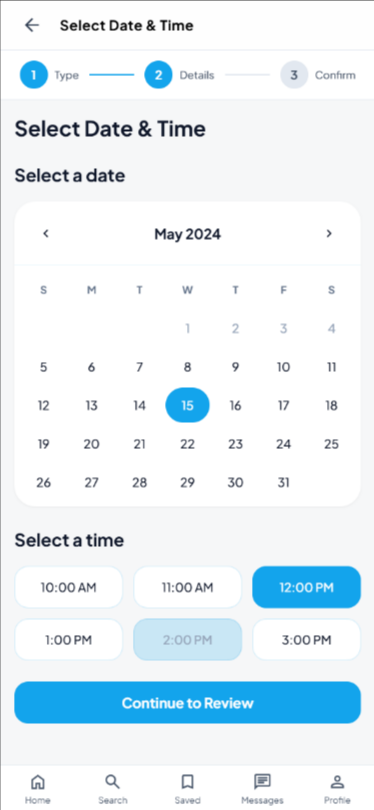 Select Date & Time
1 Type 2 Details 3 Confirm
Select Date & Time
Select a date
May 2024
S M T W T F S
1 2 3 4
5 6 7 8 9 10 11
12 13 14 15 16 17 18
19 20 21 22 23 24 25
26 27 28 29 30 31
Select a time
10:00 AM 11:00 AM 12:00 PM
1:00 PM 2:00 PM 3:00 PM
Continue to Review
Home Search Saved Messages Profile